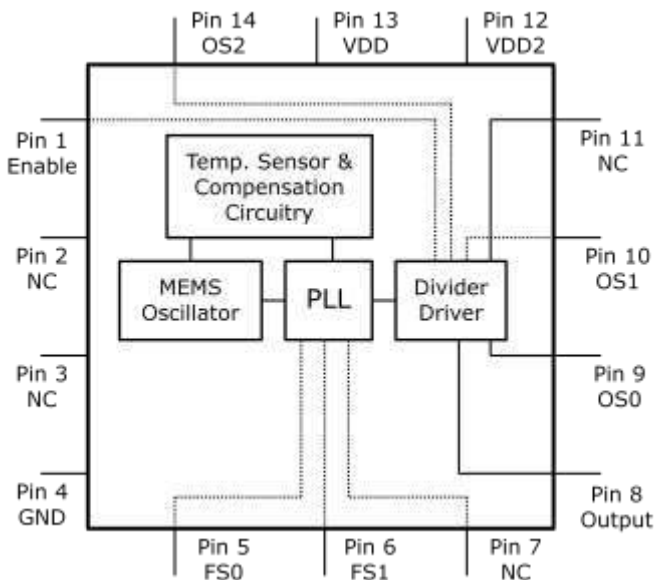 Pin 14
OS2
Pin 13
VDD
Pin 12
VDD2
Pin 1
Enable
Pin 11
NC
Temp. Sensor &
Compensation
Circuitry
Pin 2
NC
Pin 10
OS1
MEMS
Oscillator
PLL
Divider
Driver
Pin 3
NC
Pin 9
OS0
Pin 4
GND
Pin 8
Output
Pin 5
FS0
Pin 6
FS1
Pin 7
NC